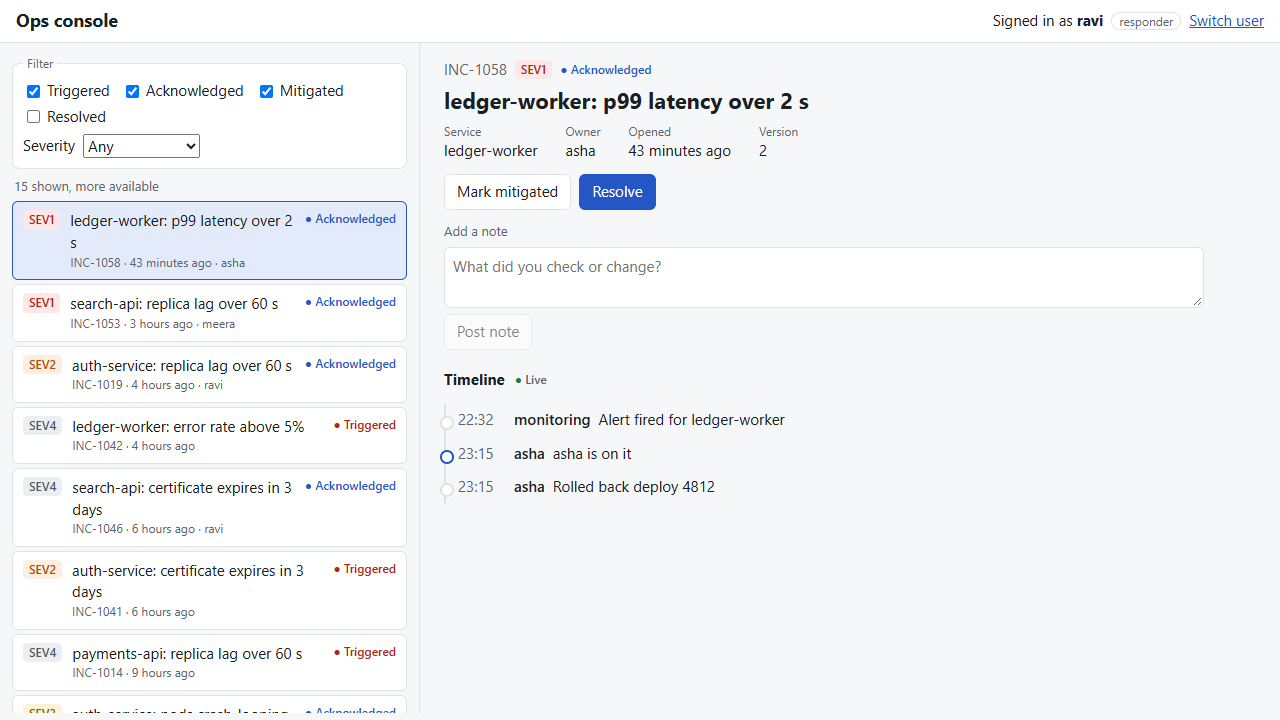 Ops console
Signed in as ravi responder Switch user
Filter
Triggered Acknowledged Mitigated
Resolved
Severity Any
15 shown, more available
SEV1 ledger-worker: p99 latency over 2 s ● Acknowledged
INC-1058 · 43 minutes ago · asha
SEV1 search-api: replica lag over 60 s ● Acknowledged
INC-1053 · 3 hours ago · meera
SEV2 auth-service: replica lag over 60 s ● Acknowledged
INC-1019 · 4 hours ago · ravi
SEV4 ledger-worker: error rate above 5% ● Triggered
INC-1042 · 4 hours ago
SEV4 search-api: certificate expires in 3 days ● Acknowledged
INC-1046 · 6 hours ago · ravi
SEV2 auth-service: certificate expires in 3 days ● Triggered
INC-1041 · 6 hours ago
SEV4 payments-api: replica lag over 60 s ● Triggered
INC-1014 · 9 hours ago
INC-1058 SEV1 ● Acknowledged
ledger-worker: p99 latency over 2 s
Service Owner Opened Version
ledger-worker asha 43 minutes ago 2
Mark mitigated Resolve
Add a note
What did you check or change?
Post note
Timeline ● Live
22:32 monitoring Alert fired for ledger-worker
23:15 asha asha is on it
23:15 asha Rolled back deploy 4812